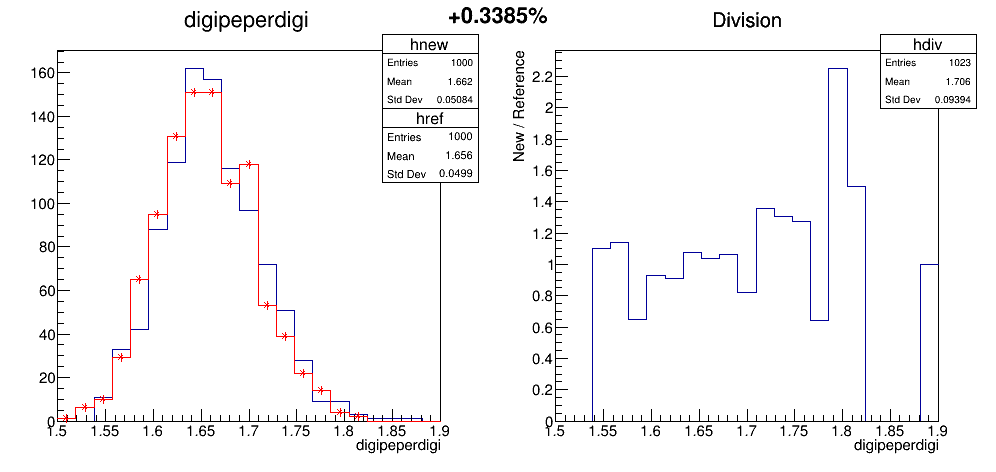 digipeperdigi
+0.3385%
Division
hnew
Entries 1000
Mean 1.662
Std Dev 0.05084
href
Entries 1000
Mean 1.656
Std Dev 0.0499
160
140
120
100
80
60
40
20
0
1.5 1.55 1.6 1.65 1.7 1.75 1.8 1.85 1.9
digipeperdigi
hdiv
Entries 1023
Mean 1.706
Std Dev 0.09394
New / Reference
2.2
2
1.8
1.6
1.4
1.2
1
0.8
0.6
0.4
0.2
0
1.5 1.55 1.6 1.65 1.7 1.75 1.8 1.85 1.9
digipeperdigi